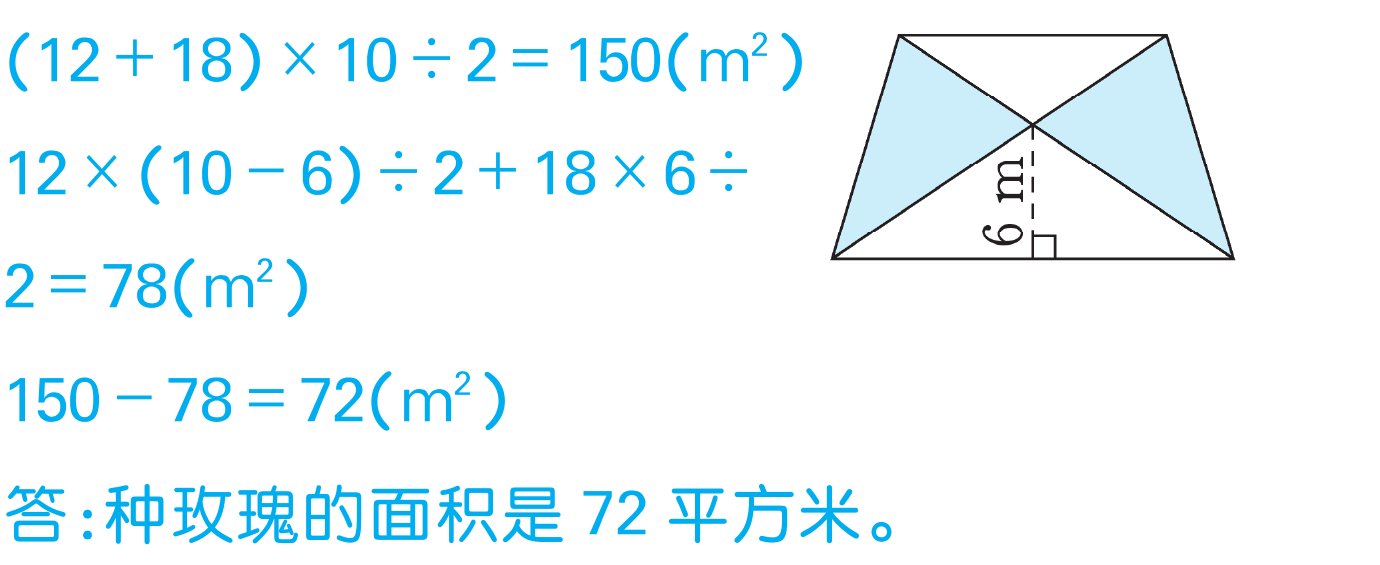 (12＋18)×10÷2＝150(m²)
12×(10－6)÷2＋18×6÷
2＝78(m²)
150－78＝72(m²)
答:种玫瑰的面积是 72 平方米。
6 m